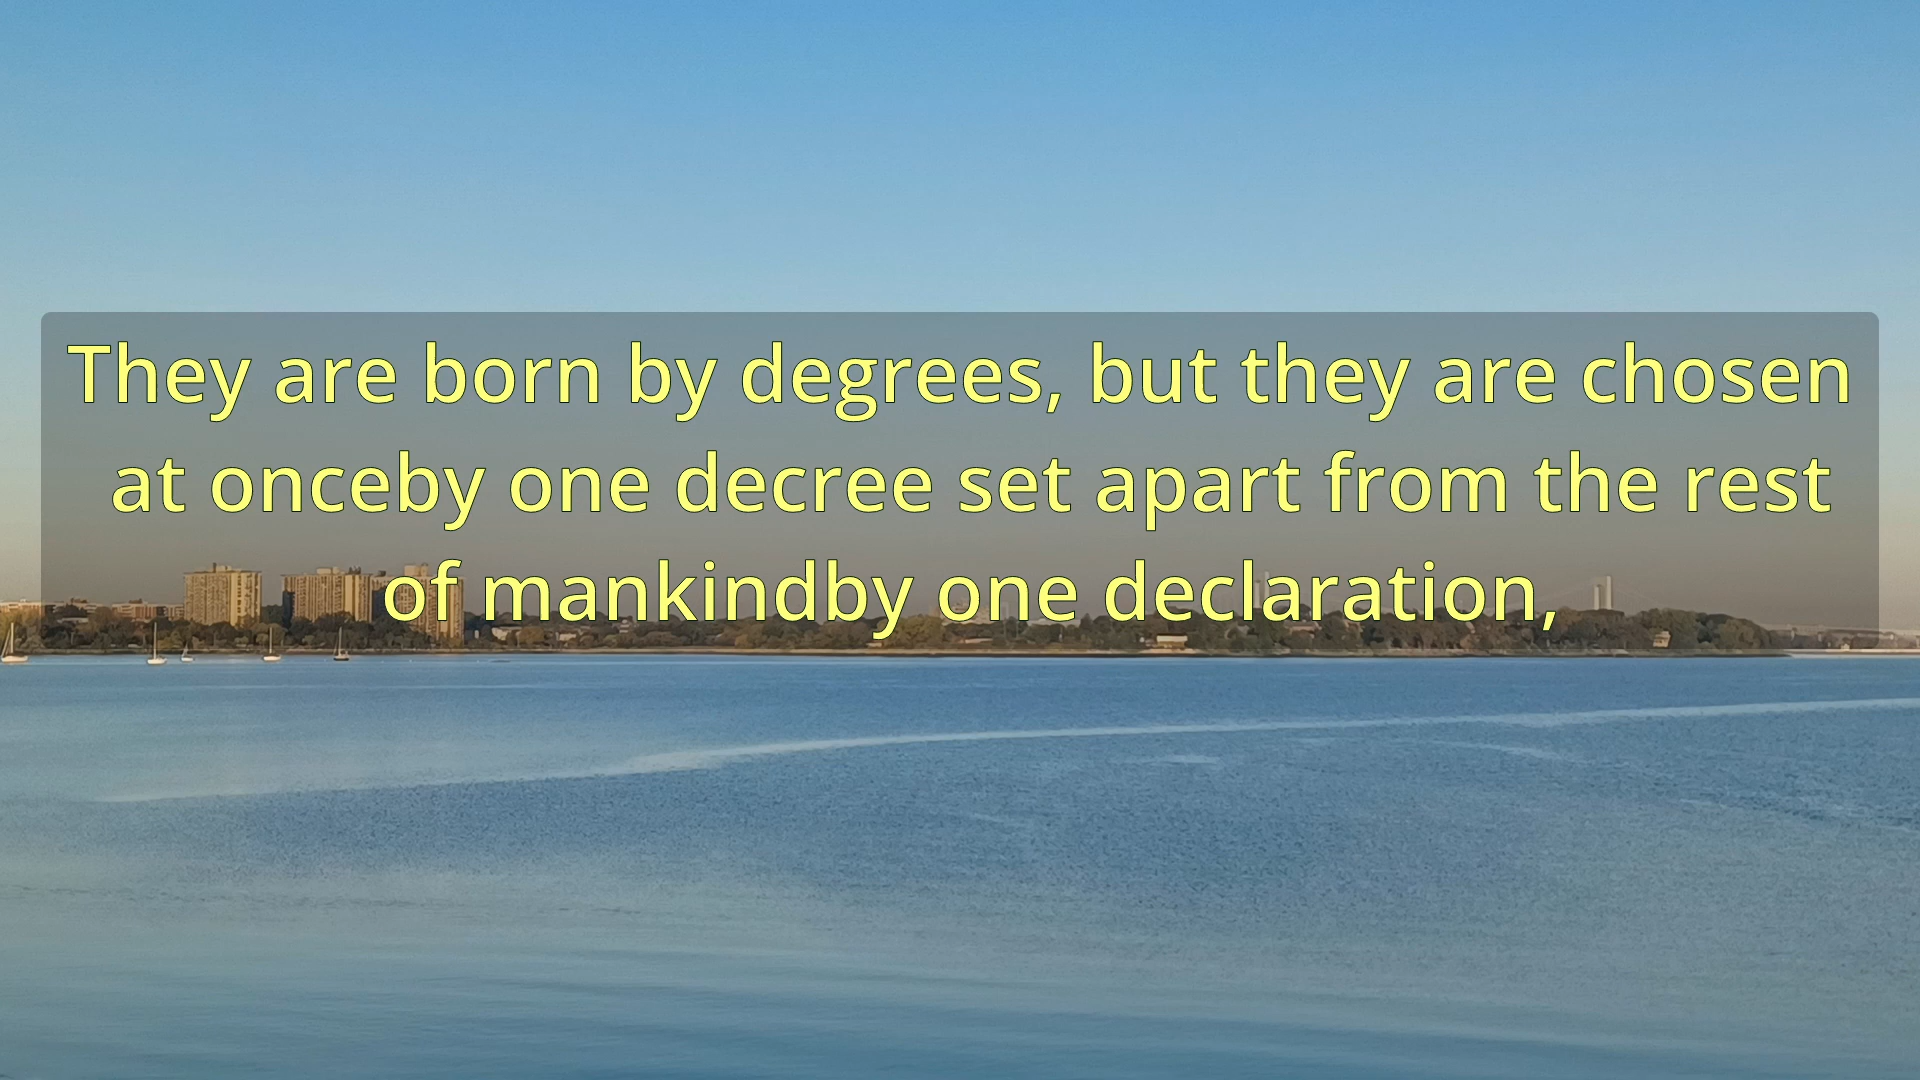 They are born by degrees, but they are chosen
at onceby one decree set apart from the rest
of mankindby one declaration,